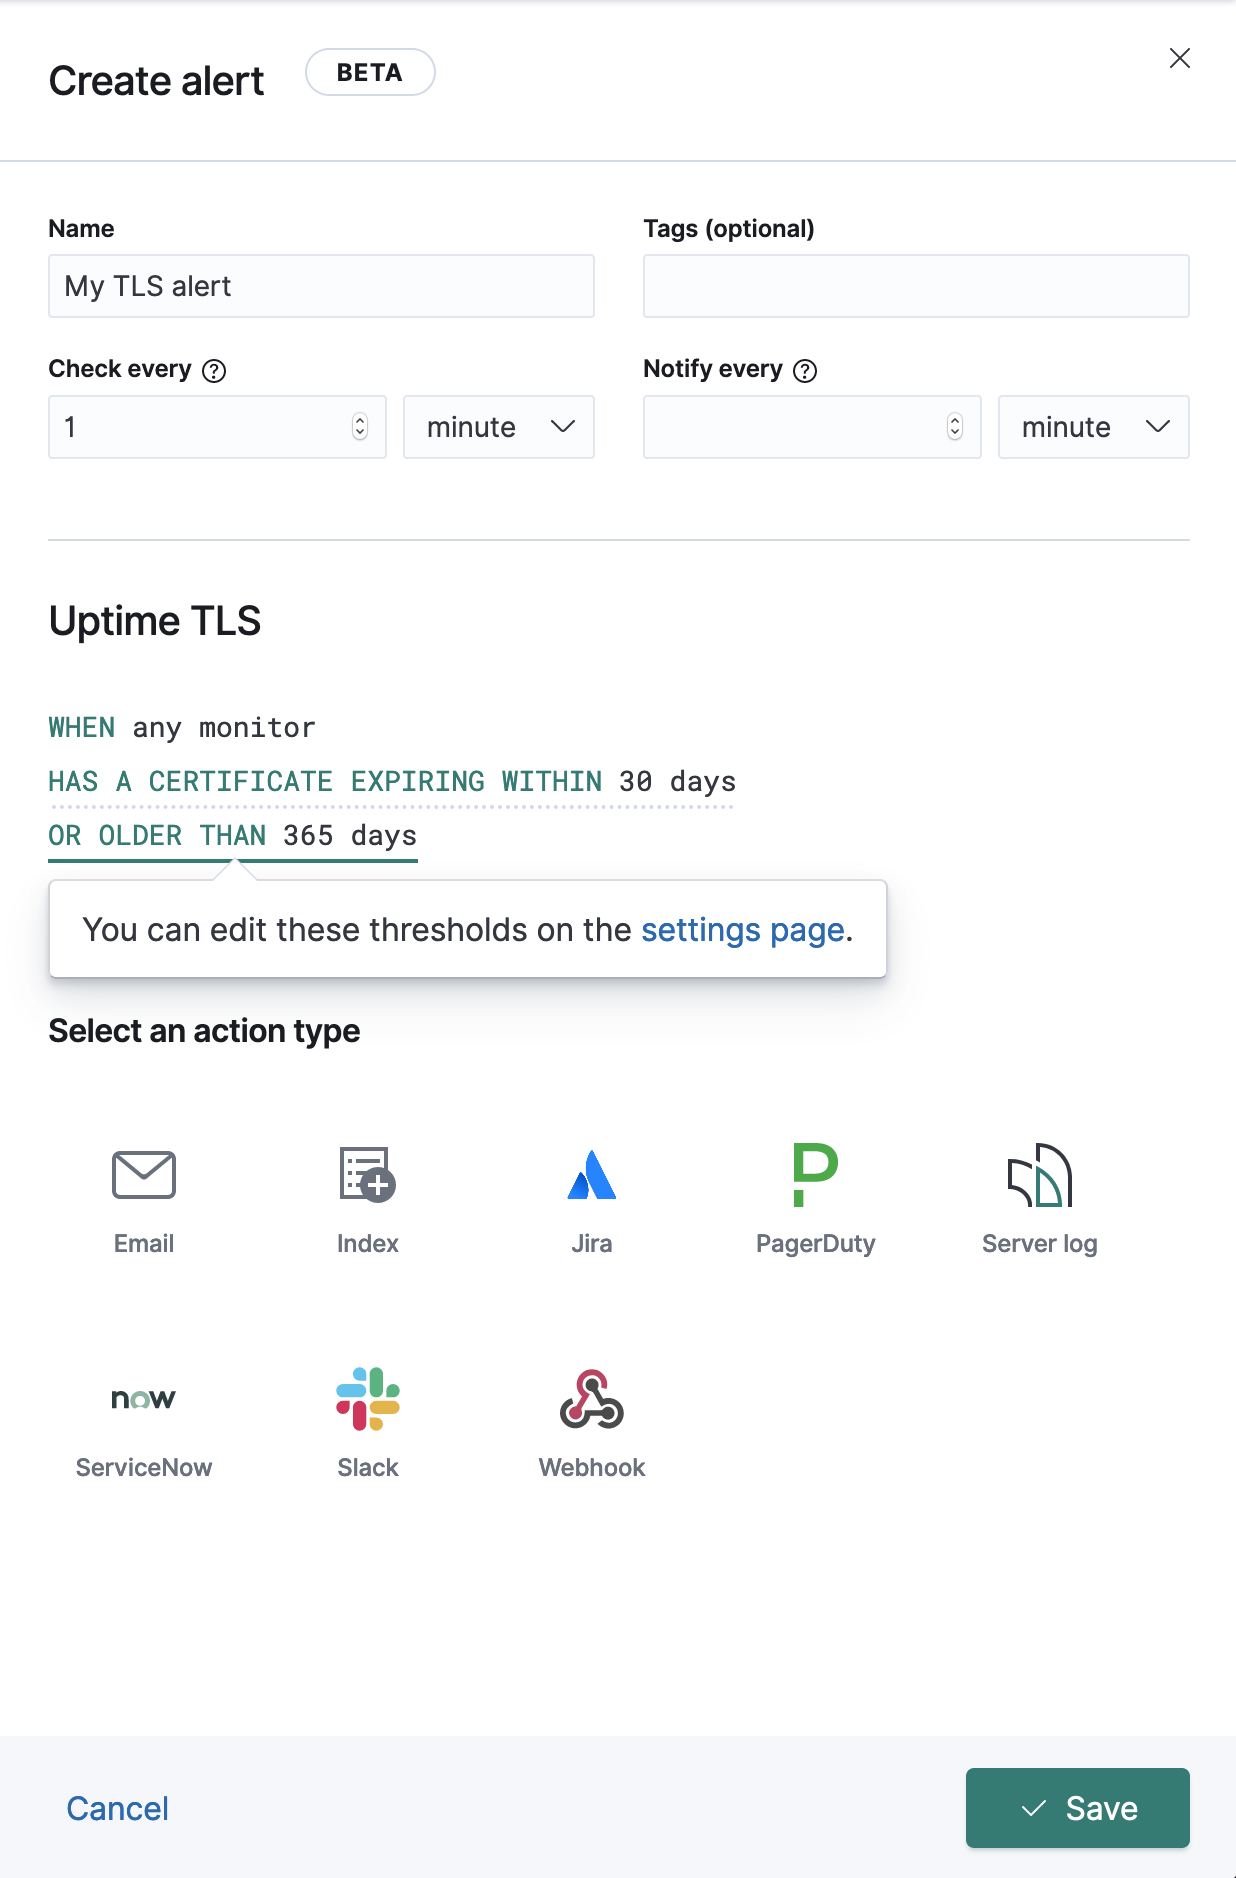 Create alert BETA
Name
Tags (optional)
My TLS alert
Check every ?
Notify every ?
1 minute
minute
Uptime TLS
WHEN any monitor
HAS A CERTIFICATE EXPIRING WITHIN 30 days
OR OLDER THAN 365 days
You can edit these thresholds on the settings page.
Select an action type
Email
Index
Jira
PagerDuty
Server log
now
ServiceNow
Slack
Webhook
Cancel
Save